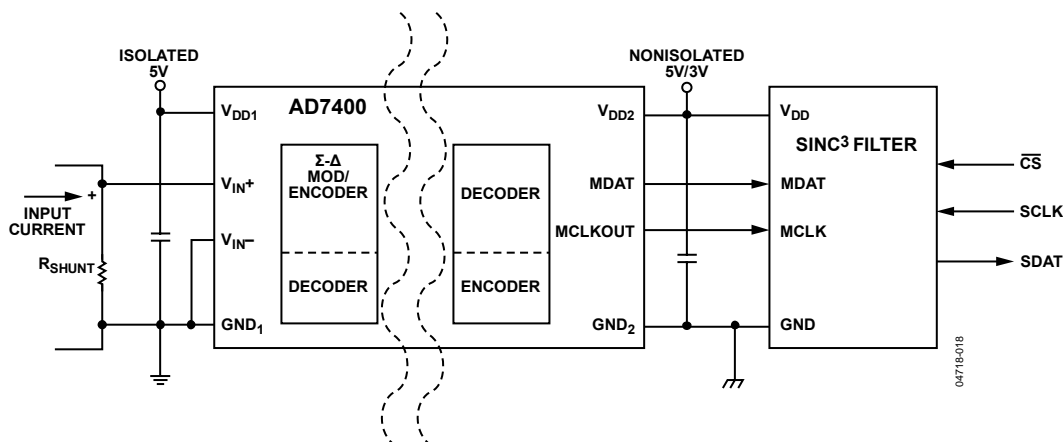 ISOLATED
5V
NONISOLATED
5V/3V
AD7400
VDD1
VDD2
VDD
SINC3 FILTER
Σ-Δ
MOD/
ENCODER
DECODER
CS
VIN+
MDAT
MDAT
INPUT
CURRENT
+
SCLK
VIN–
MCLKOUT
MCLK
RSHUNT
DECODER
ENCODER
SDAT
GND1
GND2
GND
04718-018